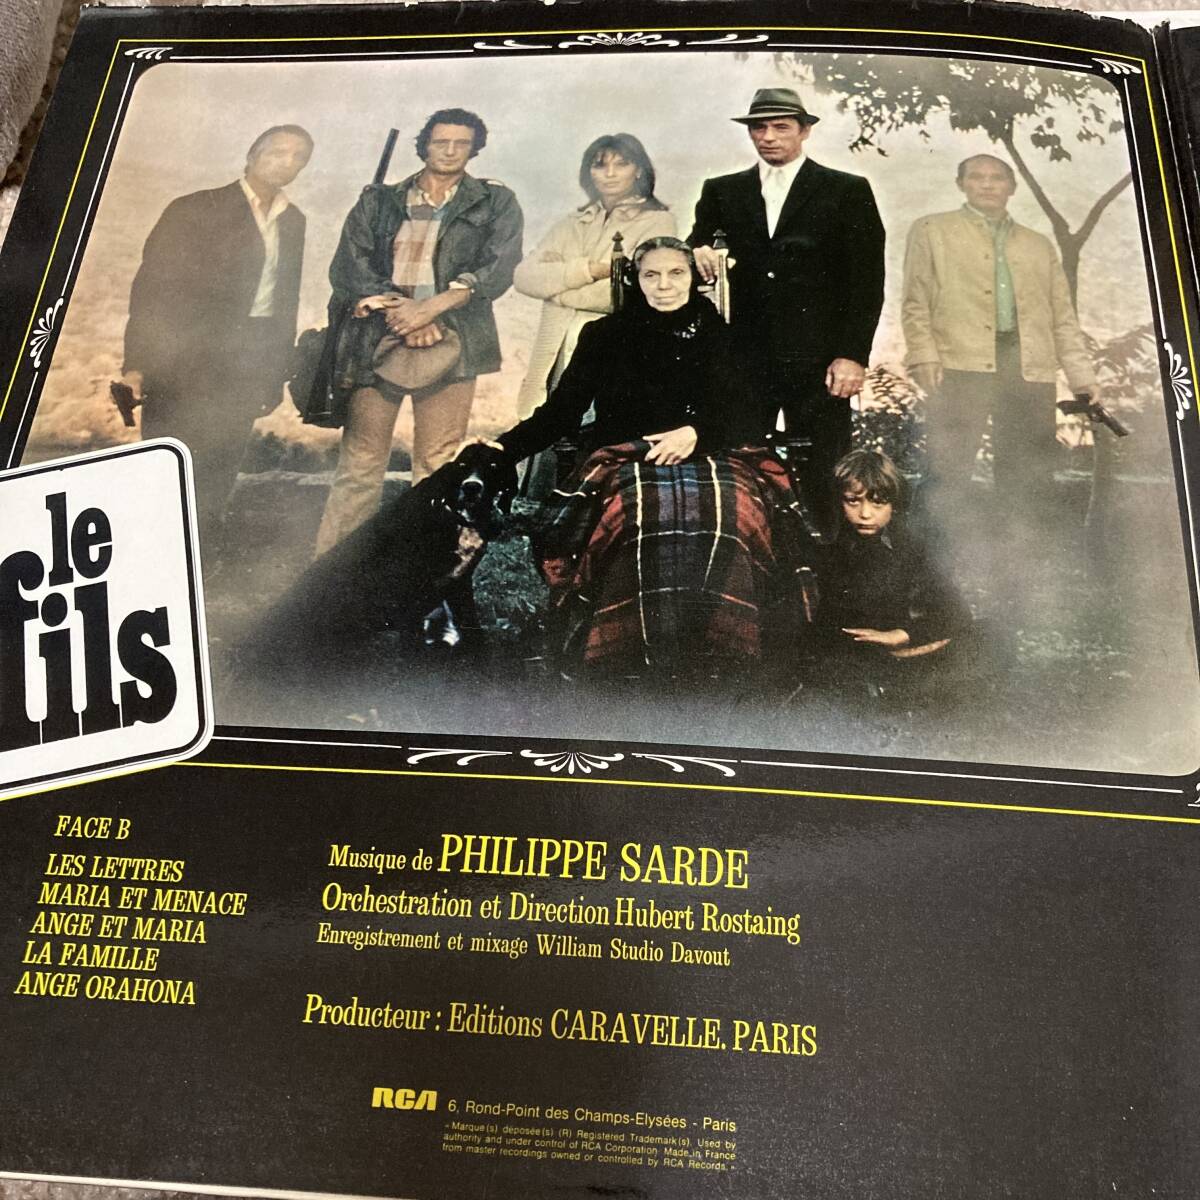 le
fils
FACE B
LES LETTRES
MARIA ET MENACE
ANGE ET MARIA
LA FAMILLE
ANGE ORAHONA
Musique de PHILIPPE SARDE
Orchestration et Direction Hubert Rostaing
Enregistrement et mixage William Studio Davout
Producteur : Editions CARAVELLE. PARIS
RCA 6, Rond-Point des Champs-Elysées - Paris
« Marque(s) déposée(s) (R) Registered Trademark(s). Used by
authority and under control of RCA Corporation Made in France
from master recordings owned or controlled by RCA Records. »